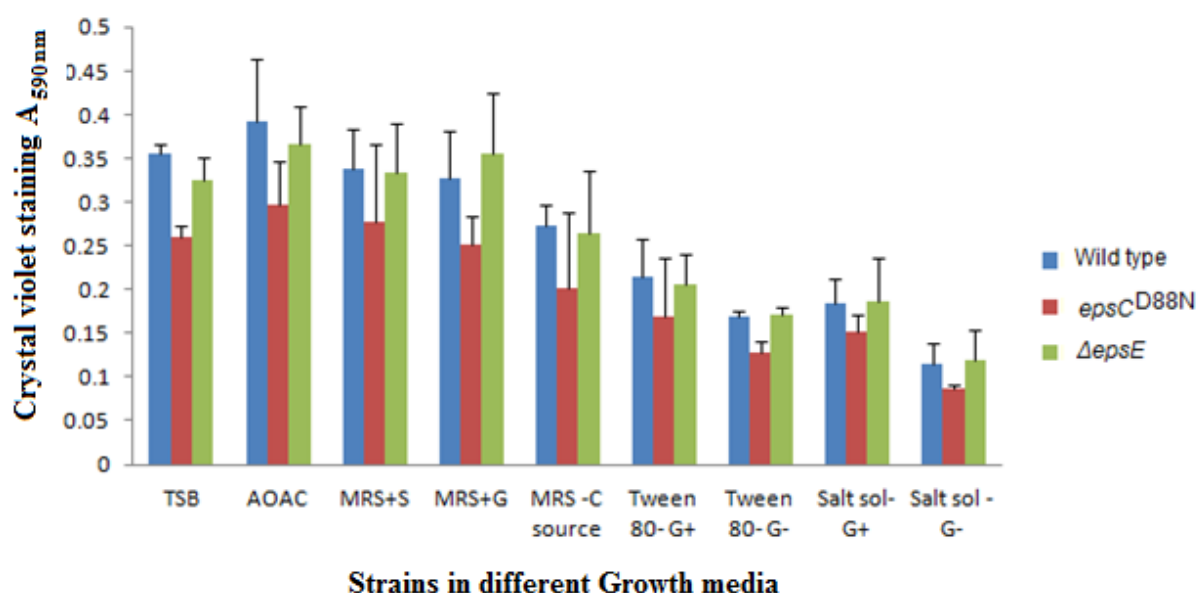 0.5
0.45
0.4
0.35
0.3
0.25
0.2
0.15
0.1
0.05
0
Crystal violet staining A590nm
TSB
AOAC
MRS+S
MRS+G
MRS -C
source
Tween
80- G+
Tween
80- G-
Salt sol-
G+
Salt sol -
G-
Strains in different Growth media
Wild type
epsCD88N
ΔepsE